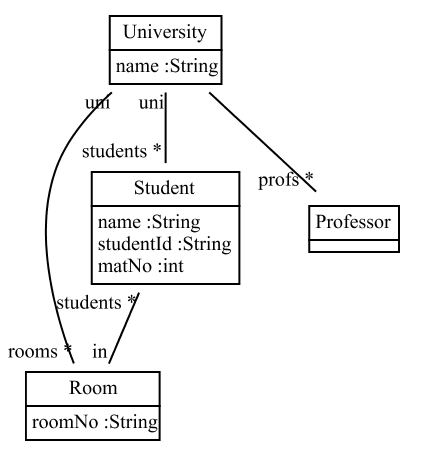 University
name :String
uni
uni
students *
profs *
Student
name :String
studentId :String
matNo :int
Professor
students *
rooms *
in
Room
roomNo :String